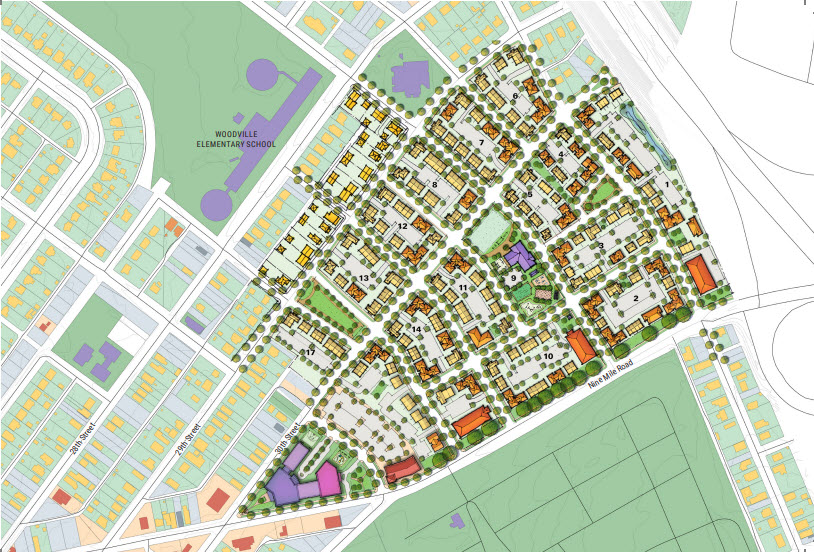 WOODVILLE
ELEMENTARY SCHOOL
6
7
4
1
8
5
12
3
13
9
11
2
14
10
17
Nine Mile Road
28th Street
29th Street
30th Street